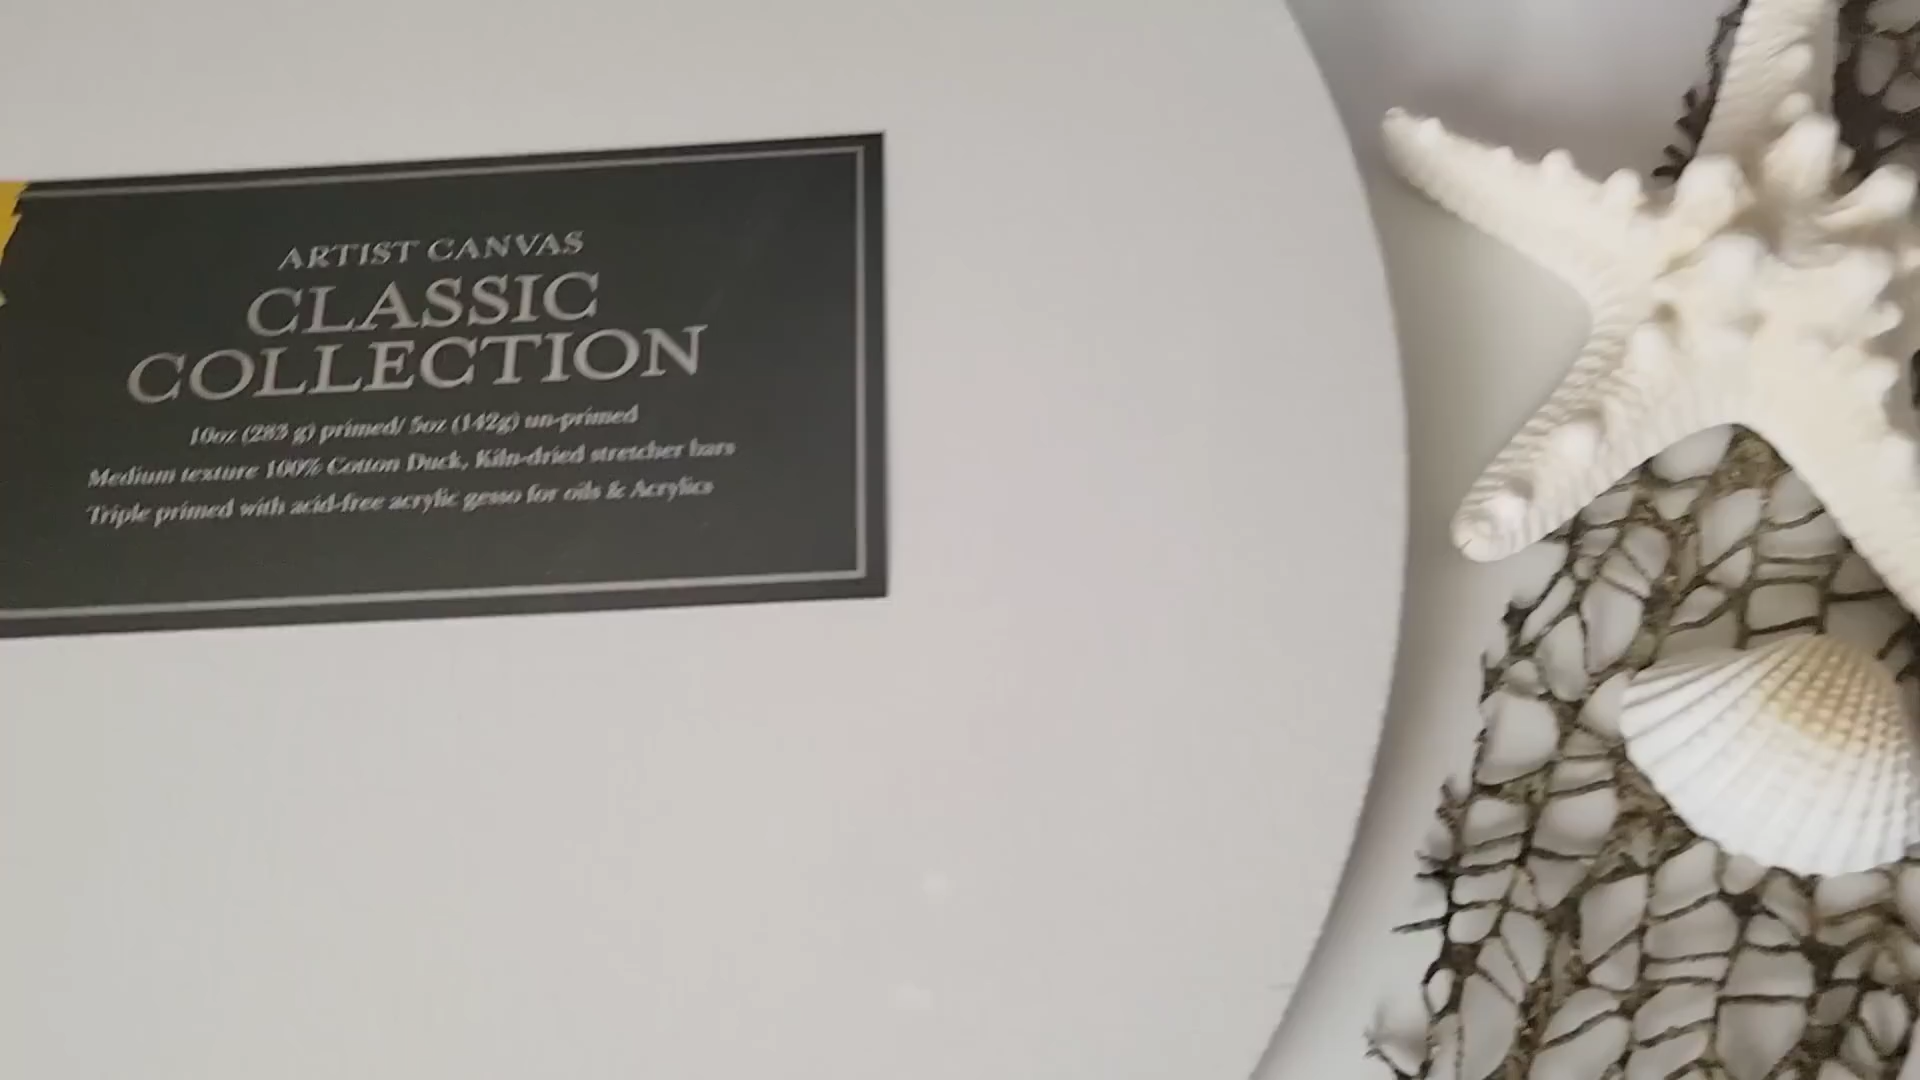 ARTIST CANVAS
CLASSIC
COLLECTION
10oz (283 g) primed/ 5oz (142g) un-primed
Medium texture 100% Cotton Duck, Kiln-dried stretcher bars
Triple primed with acid-free acrylic gesso for oils & Acrylics